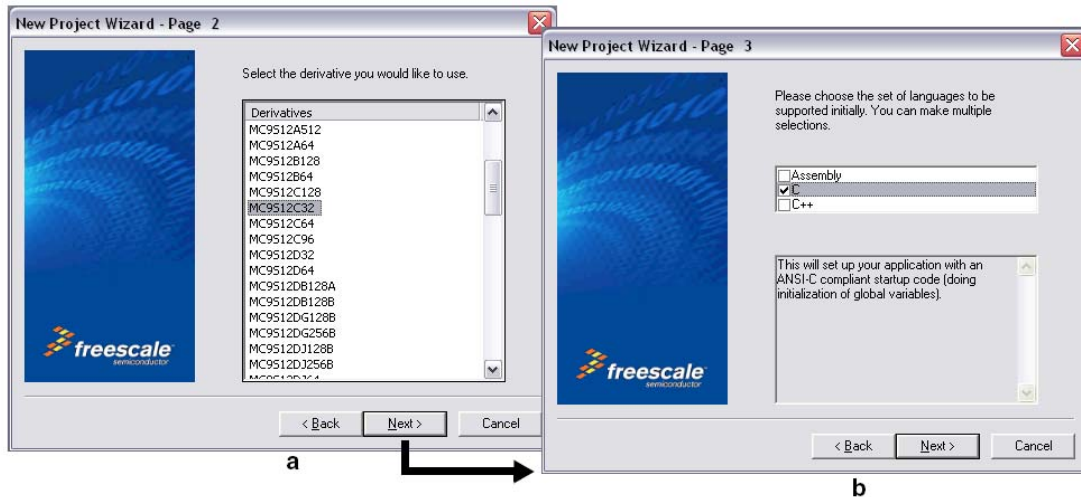 New Project Wizard - Page 2
Select the derivative you would like to use.
Derivatives
MC9S12A512
MC9S12A64
MC9S12B128
MC9S12B64
MC9S12C128
MC9S12C32
MC9S12C64
MC9S12C96
MC9S12D32
MC9S12D64
MC9S12DB128A
MC9S12DB128B
MC9S12DG128B
MC9S12DG256B
MC9S12DJ128B
MC9S12DJ256B
freescale
semiconductor
< Back
Next >
Cancel
a
New Project Wizard - Page 3
Please choose the set of languages to be
supported initially. You can make multiple
selections.
Assembly
C
C++
This will set up your application with an
ANSI-C compliant startup code (doing
initialization of global variables).
freescale
semiconductor
< Back
Next >
Cancel
b